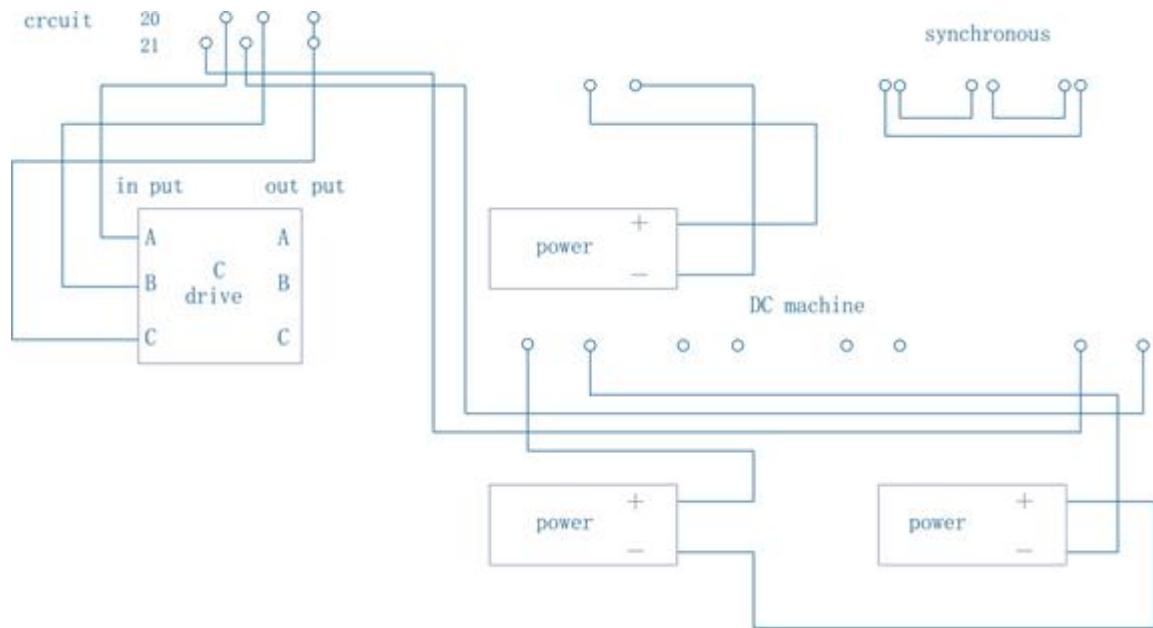 crcuit 20
21
synchronous
in put out put
A A
C
B B
drive
C C
+
power
−
DC machine
+ +
power power
− −